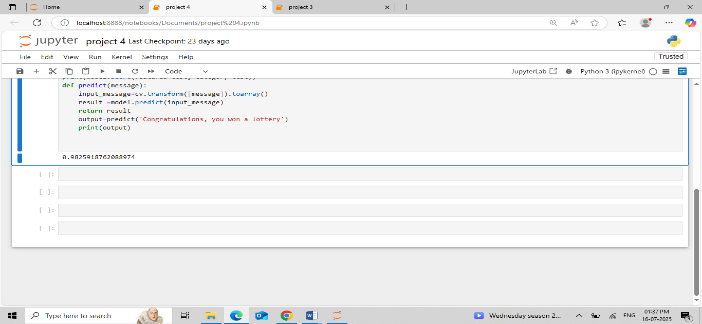 Home
project 4
project 3
localhost:8888/notebooks/Documents/project%204.ipynb
jupyter project 4 Last Checkpoint: 23 days ago
File Edit View Run Kernel Settings Help
Trusted
Code
JupyterLab
Python 3 (ipykernel)
def predict(message):
input_message=cv.transform([message]).toarray()
result =model.predict(input_message)
return result
output=predict('Congratulations, you won a lottery')
print(output)
0.9825918762088974
[ ]:
[ ]:
[ ]:
[ ]:
Type here to search
Wednesday season 2...
ENG
01:37 PM
16-07-2025